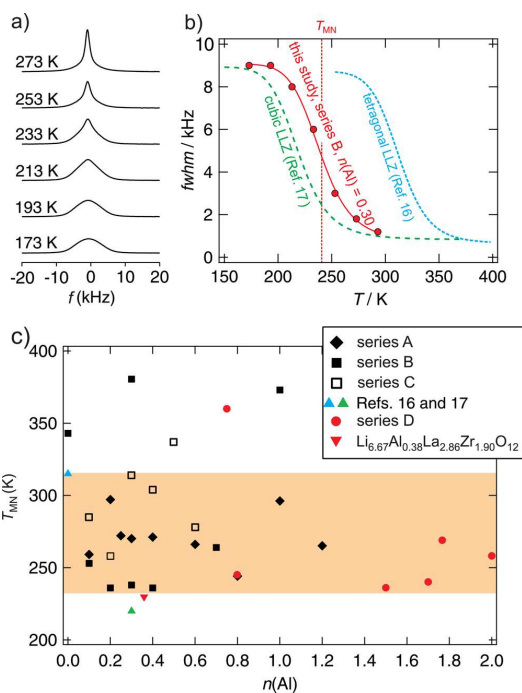 a)
273 K
253 K
233 K
213 K
193 K
173 K
-20 -10 0 10 20
f (kHz)
b)
T_MN
fwhm / kHz
10
8
6
4
2
0
this study, series B, n(Al) = 0.30
cubic LLZ (Ref. 17)
tetragonal LLZ (Ref. 16)
150 200 250 300 350 400
T / K
c)
series A
series B
series C
Refs. 16 and 17
series D
Li6.67Al0.38La2.86Zr1.90O12
T_MN (K)
400
350
300
250
200
0.0 0.2 0.4 0.6 0.8 1.0 1.2 1.4 1.6 1.8 2.0
n(Al)